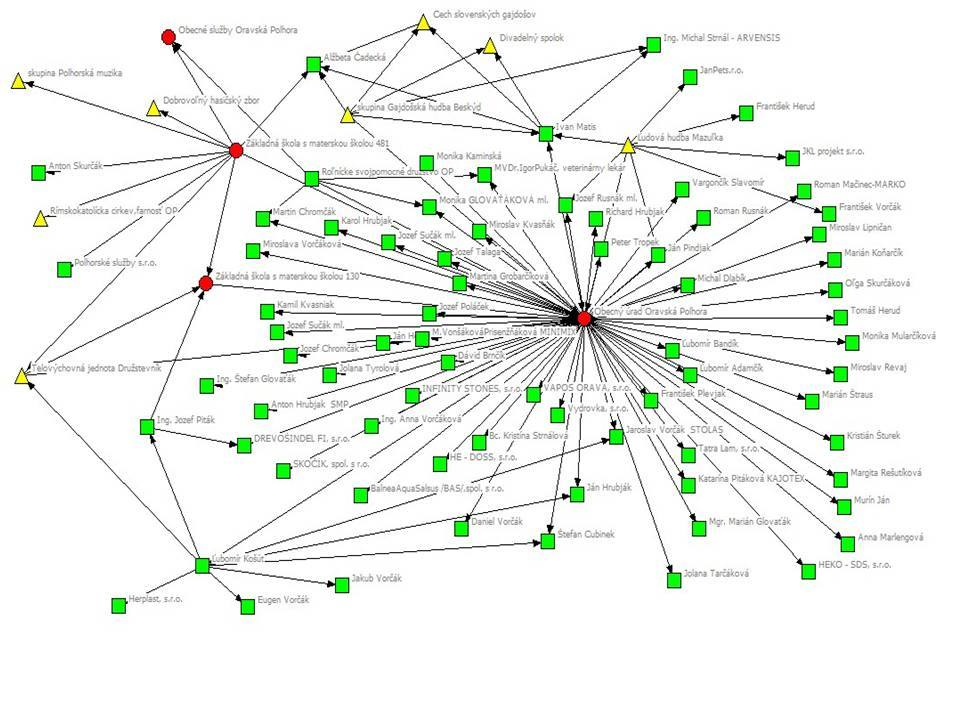 Cech slovenských gajdošov
Obecné služby Oravská Polhora
Divadelný spolok
Ing. Michal Strnál - ARVENSIS
Alžbeta Čadecká
skupina Polhorská muzika
JanPet s.r.o.
Dobrovoľný hasičský zbor
skupina Gajdošská hudba Beskýd
František Herud
Ivan Matis
Ľudová hudba Mazuľka
Základná škola s materskou školou 481
JKL projekt s.r.o.
Monika Kaminská
Anton Skurčák
Roľnícke svojpomocné družstvo OP
MVDr.IgorPukáč, veterinárny lekár
Vargončík Slavomír
Roman Mačinec-MARKO
Monika GLOVAŤÁKOVÁ ml.
Jozef Rusnák ml.
Rímskokatolícka cirkev,farnosť OP
Martin Chromčák
Richard Hrubjak
Roman Rusnák
František Vorčák
Karol Hrubjak
Miroslav Kvasňák
Miroslav Lipničan
Jozef Sučák ml.
Miroslava Vorčáková
Peter Tropek
Ján Pindjak
Jozef Talaga
Marián Koňarčík
Polhorské služby s.r.o.
Základná škola s materskou školou 130
Martina Grobarčíková
Michal Dlabík
Oľga Skurčáková
Kamil Kvasniak
Jozef Poláček
Obecný úrad Oravská Polhora
Tomáš Herud
Jozef Sučák ml.
M.VonšákováPrisenžňáková MINIMIX
Monika Mularčíková
Jozef Chromčák
Ľubomír Bandík
Dávid Brnčík
Telovýchovná jednota Družstevník
Jolana Tyrolová
Ľubomír Adamčík
Miroslav Revaj
Ing. Štefan Glovaťák
INFINITY STONES, s.r.o.
VAPOS ORAVA, s.r.o.
František Plevjak
Marián Straus
Anton Hrubjak SMP
Vydrovka, s.r.o.
Ing. Jozef Piták
Ing. Anna Vorčáková
Jaroslav Vorčák STOLAS
DREVOŠINDEL FI, s.r.o.
Bc. Kristína Strnálová
Kristián Šturek
Tatra Lam, s.r.o.
SKOČÍK, spol. s r.o.
HE - DOSS, s.r.o.
Katarína Pitáková KAJOTEX
Margita Rešutíková
BalneaAquaSalsus /BAS/,spol. s r.o.
Ján Hrubják
Murín Ján
Daniel Vorčák
Mgr. Marián Glovaťák
Štefan Cubinek
Anna Marlengová
Ľubomír Košút
HEKO - SDS, s.r.o.
Jolana Tarčáková
Jakub Vorčák
Herplast, s.r.o.
Eugen Vorčák